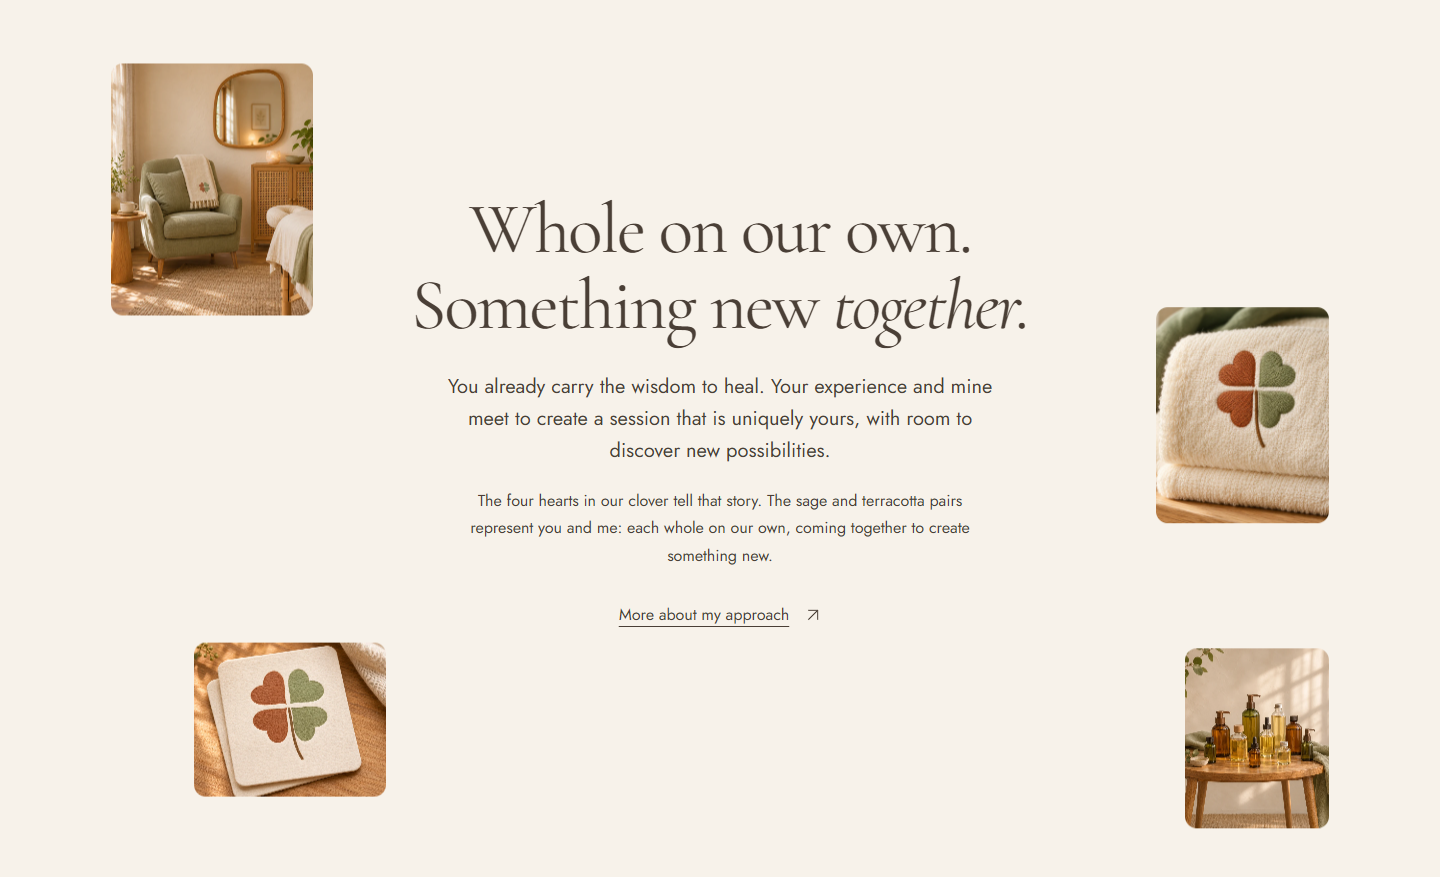 Whole on our own.
Something new together.
You already carry the wisdom to heal. Your experience and mine
meet to create a session that is uniquely yours, with room to
discover new possibilities.
The four hearts in our clover tell that story. The sage and terracotta pairs
represent you and me: each whole on our own, coming together to create
something new.
More about my approach